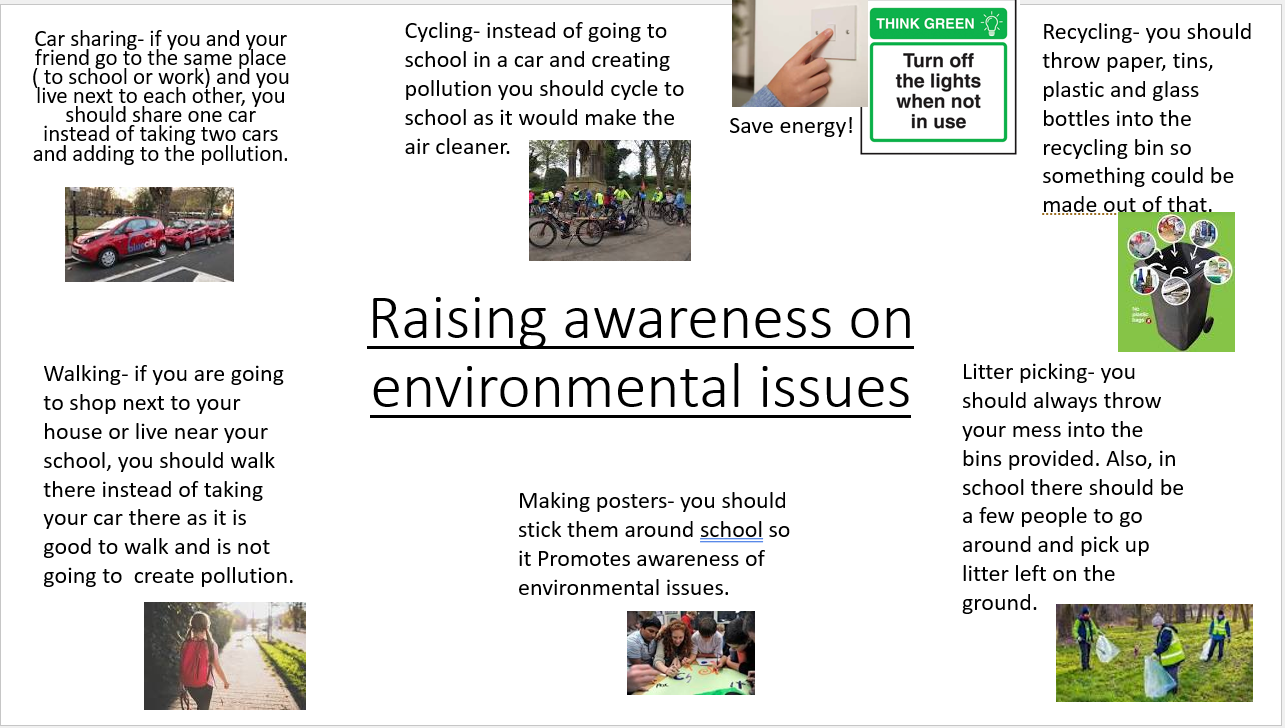 Car sharing- if you and your
friend go to the same place
( to school or work) and you
live next to each other, you
should share one car
instead of taking two cars
and adding to the pollution.
bluecity
Cycling- instead of going to
school in a car and creating
pollution you should cycle to
school as it would make the
air cleaner.
Save energy!
THINK GREEN
Turn off
the lights
when not
in use
Recycling- you should
throw paper, tins,
plastic and glass
bottles into the
recycling bin so
something could be
made out of that.
No
plastic
bags
Raising awareness on
environmental issues
Walking- if you are going
to shop next to your
house or live near your
school, you should walk
there instead of taking
your car there as it is
good to walk and is not
going to  create pollution.
Making posters- you should
stick them around school so
it Promotes awareness of
environmental issues.
Litter picking- you
should always throw
your mess into the
bins provided. Also, in
school there should be
a few people to go
around and pick up
litter left on the
ground.